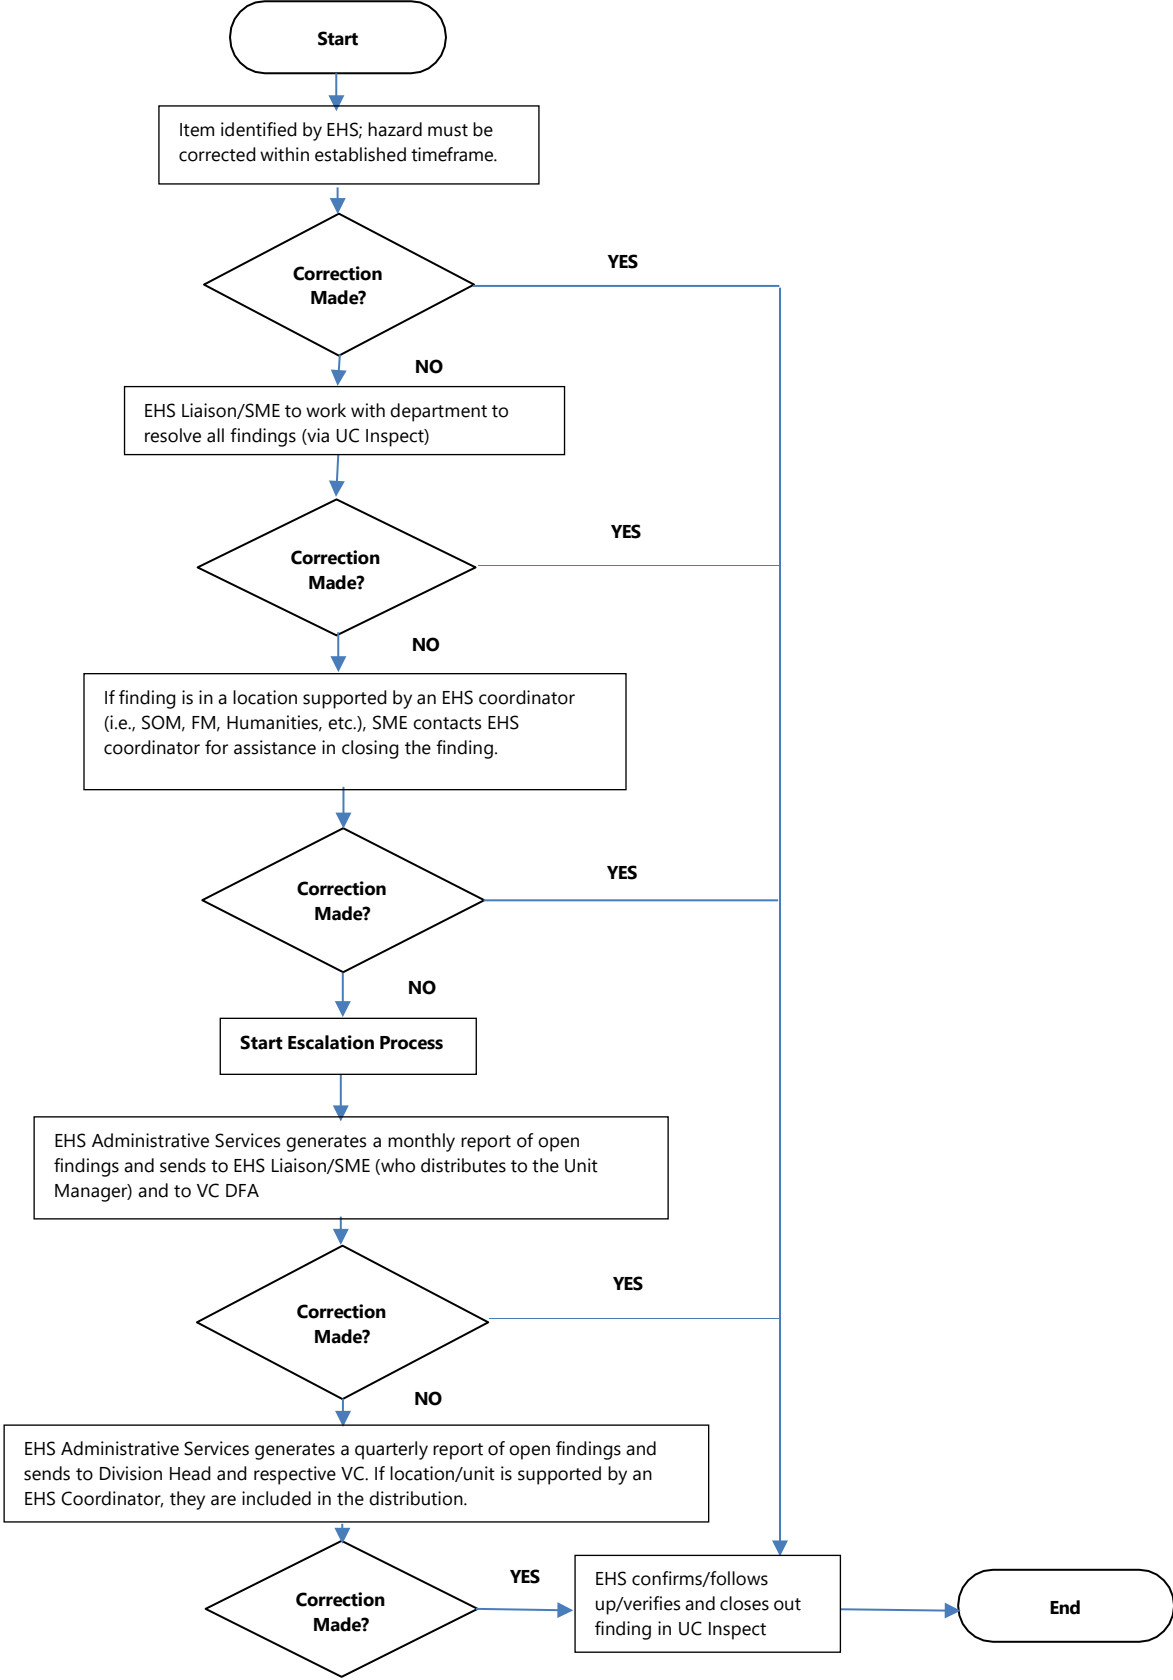 Start
Item identified by EHS; hazard must be
corrected within established timeframe.
Correction
Made?
YES
NO
EHS Liaison/SME to work with department to
resolve all findings (via UC Inspect)
Correction
Made?
YES
NO
If finding is in a location supported by an EHS coordinator
(i.e., SOM, FM, Humanities, etc.), SME contacts EHS
coordinator for assistance in closing the finding.
Correction
Made?
YES
NO
Start Escalation Process
EHS Administrative Services generates a monthly report of open
findings and sends to EHS Liaison/SME (who distributes to the Unit
Manager) and to VC DFA
Correction
Made?
YES
NO
EHS Administrative Services generates a quarterly report of open findings and
sends to Division Head and respective VC. If location/unit is supported by an
EHS Coordinator, they are included in the distribution.
Correction
Made?
YES
EHS confirms/follows
up/verifies and closes out
finding in UC Inspect
End